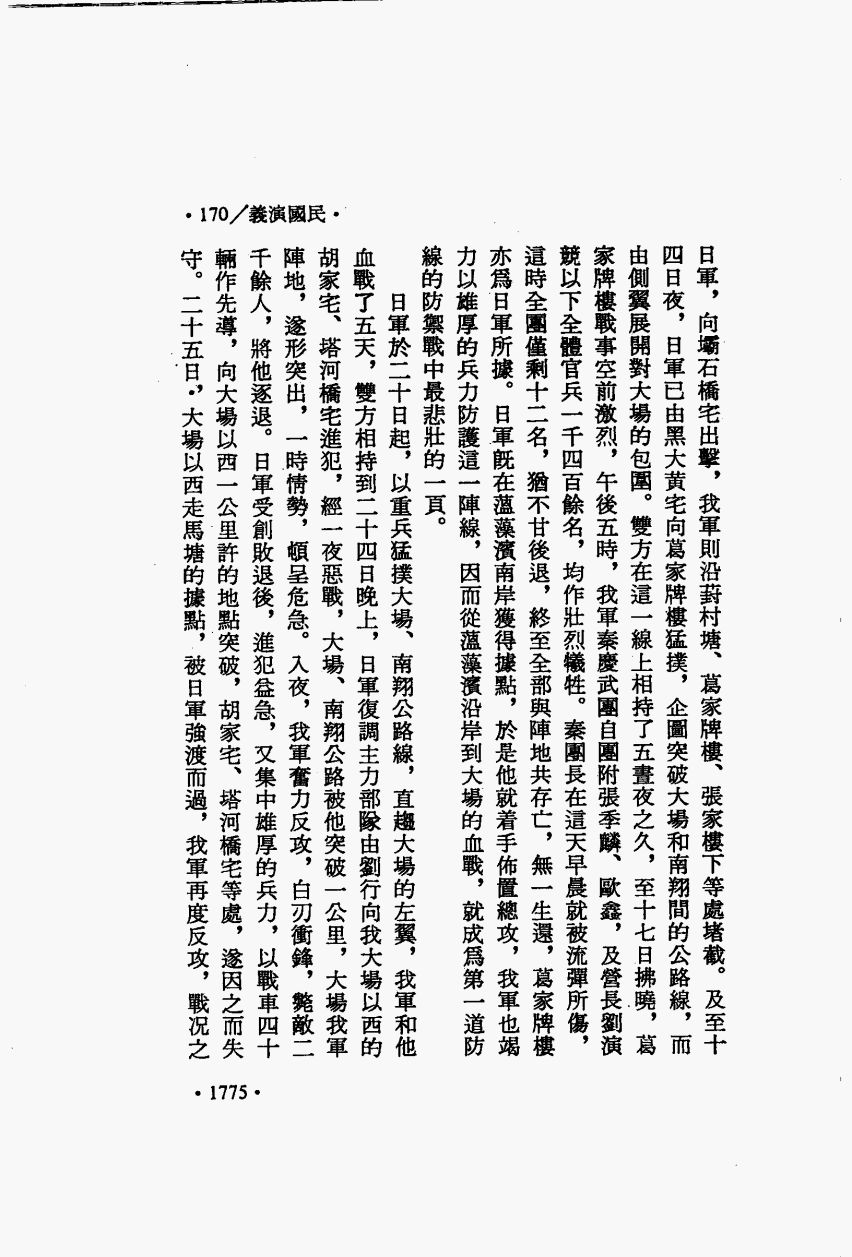 •170／義演國民•
日軍，向壩石橋宅出擊，我軍則沿葑村塘、葛家牌樓、張家樓下等處堵截。及至十
四日夜，日軍已由黑大黃宅向葛家牌樓猛撲，企圖突破大場和南翔間的公路線，而
由側翼展開對大場的包圍。雙方在這一線上相持了五晝夜之久，至十七日拂曉，葛
家牌樓戰事空前激烈，午後五時，我軍秦慶武團自團附張季麟、歐鑫，及營長劉演
競以下全體官兵一千四百餘名，均作壯烈犧牲。秦團長在這天早晨就被流彈所傷，
這時全團僅剩十二名，猶不甘後退，終至全部與陣地共存亡，無一生還，葛家牌樓
亦爲日軍所據。日軍既在薀藻濱南岸獲得據點，於是他就着手佈置總攻，我軍也竭
力以雄厚的兵力防護這一陣線，因而從薀藻濱沿岸到大場的血戰，就成爲第一道防
線的防禦戰中最悲壯的一頁。
日軍於二十日起，以重兵猛撲大場、南翔公路線，直趨大場的左翼，我軍和他
血戰了五天，雙方相持到二十四日晚上，日軍復調主力部隊由劉行向我大場以西的
胡家宅、塔河橋宅進犯，經一夜惡戰，大場、南翔公路被他突破一公里，大場我軍
陣地，遂形突出，一時情勢，頓呈危急。入夜，我軍奮力反攻，白刃衝鋒，斃敵二
千餘人，將他逐退。日軍受創敗退後，進犯益急，又集中雄厚的兵力，以戰車四十
輛作先導，向大場以西一公里許的地點突破，胡家宅、塔河橋宅等處，遂因之而失
守。二十五日，大場以西走馬塘的據點，被日軍強渡而過，我軍再度反攻，戰况之
•1775•